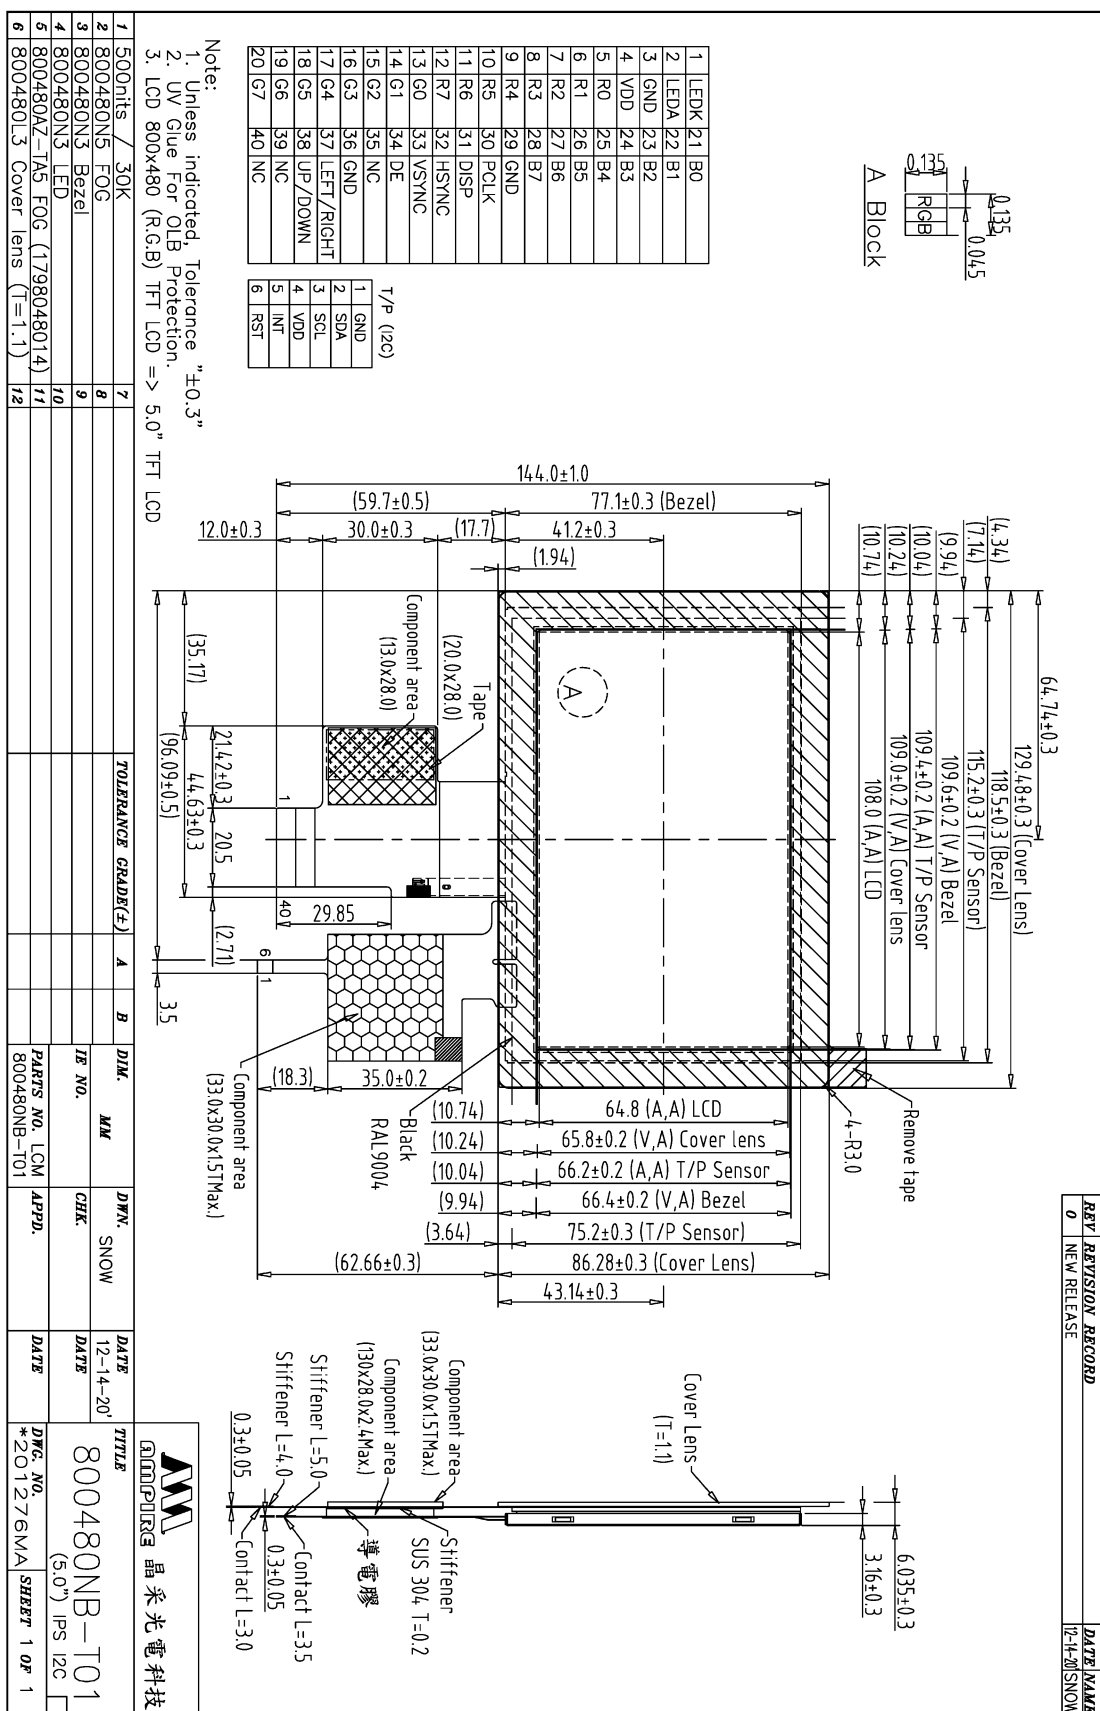 REV REVISION RECORD DATE NAME
0 NEW RELEASE 12-14-20' SNOW
0.135
0.135
0.045
RGB
A Block
1 LEDK 21 B0
2 LEDA 22 B1
3 GND 23 B2
4 VDD 24 B3
5 R0 25 B4
6 R1 26 B5
7 R2 27 B6
8 R3 28 B7
9 R4 29 GND
10 R5 30 PCLK
11 R6 31 DISP
12 R7 32 HSYNC
13 G0 33 VSYNC
14 G1 34 DE
15 G2 35 NC
16 G3 36 GND
17 G4 37 LEFT/RIGHT
18 G5 38 UP/DOWN
19 G6 39 NC
20 G7 40 NC
T/P (I2C)
1 GND
2 SDA
3 SCL
4 VDD
5 INT
6 RST
Note:
1. Unless indicated, Tolerance "±0.3"
2. UV Glue For OLB Protection.
3. LCD 800x480 (R.G.B) TFT LCD => 5.0" TFT LCD
64.74±0.3
129.48±0.3 (Cover Lens)
(4.34)
118.5±0.3 (Bezel)
(7.14)
115.2±0.3 (T/P Sensor)
(9.94)
109.6±0.2 (V,A) Bezel
(10.04)
109.4±0.2 (A,A) T/P Sensor
(10.24)
109.0±0.2 (V,A) Cover lens
(10.74)
108.0 (A,A) LCD
144.0±1.0
(59.7±0.5)
77.1±0.3 (Bezel)
12.0±0.3
30.0±0.3
(17.7)
41.2±0.3
(1.94)
A
Remove tape
4-R3.0
64.8 (A,A) LCD
(10.74)
65.8±0.2 (V,A) Cover lens
(10.24)
66.2±0.2 (A,A) T/P Sensor
(10.04)
66.4±0.2 (V,A) Bezel
(9.94)
75.2±0.3 (T/P Sensor)
(3.64)
86.28±0.3 (Cover Lens)
(62.66±0.3)
43.14±0.3
Tape
(20.0x28.0)
Component area
(13.0x28.0)
Black
RAL9004
Component area
(33.0x30.0x1.5TMax.)
35.0±0.2
(18.3)
29.85
1
40
6
1
(35.17)
21.42±0.3
20.5
(2.71)
44.63±0.3
(96.09±0.5)
3.5
Cover Lens
(T=1.1)
6.035±0.3
3.16±0.3
Component area
(33.0x30.0x1.5TMax.)
Component area
(130x28.0x2.4Max.)
Stiffener
SUS 304 T=0.2
導電膠
Stiffener L=5.0
Stiffener L=4.0
Contact L=3.5
Contact L=3.0
0.3±0.05
0.3±0.05
1 500nits / 30K 7
2 800480N5 FOG 8
3 800480N3 Bezel 9
4 800480N3 LED 10
5 800480AZ-TA5 FOG (1798048014) 11
6 800480L3 Cover lens (T=1.1) 12
TOLERANCE GRADE(±) A B
DIM. MM
IE NO.
PARTS NO. LCM
800480NB-T01
DWN. SNOW
CHK.
APPD.
DATE 12-14-20'
DATE
DATE
AMPIRE 晶采光電科技
TITLE
800480NB-T01
(5.0") IPS I2C
DWG. NO.
*201276MA
SHEET 1 OF 1